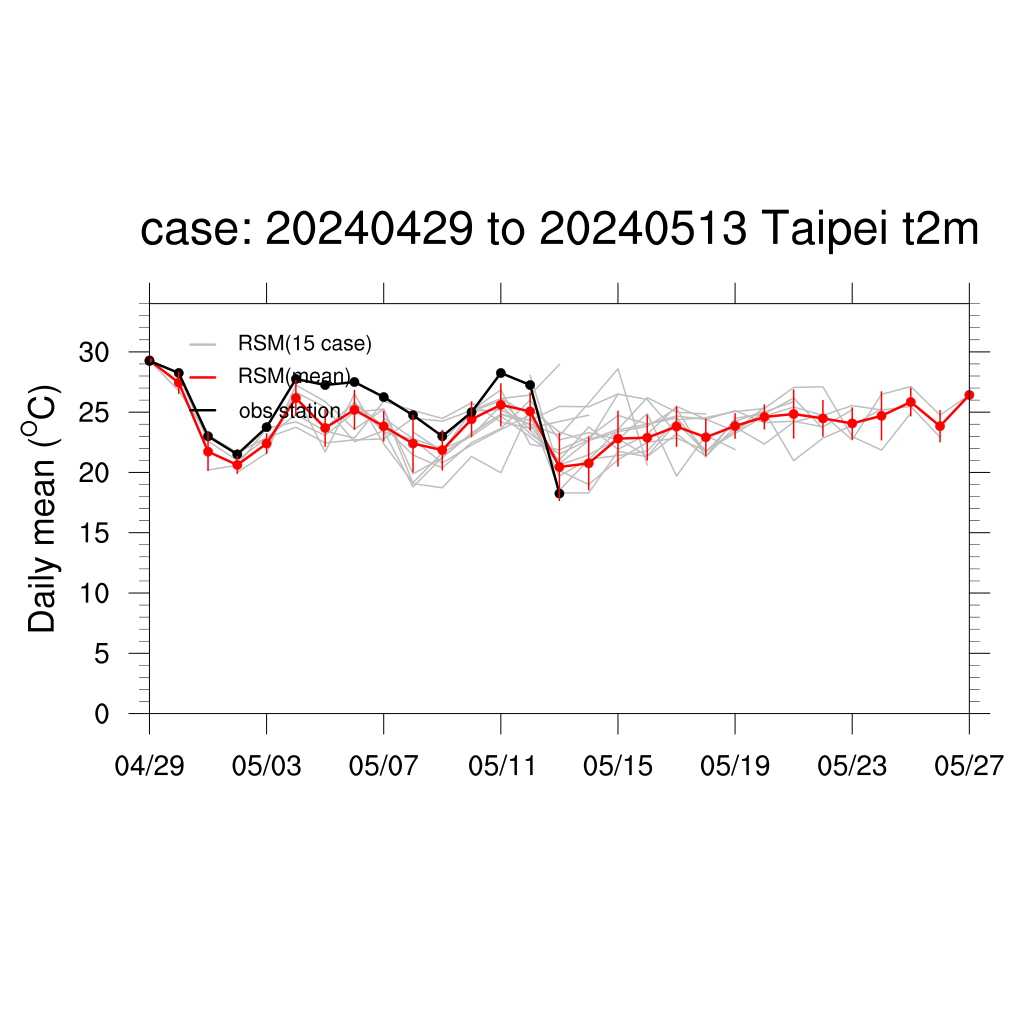 case: 20240429 to 20240513 Taipei t2m
RSM(15 case)
RSM(mean)
obs station
Daily mean (°C)
30
25
20
15
10
5
0
04/29 05/03 05/07 05/11 05/15 05/19 05/23 05/27